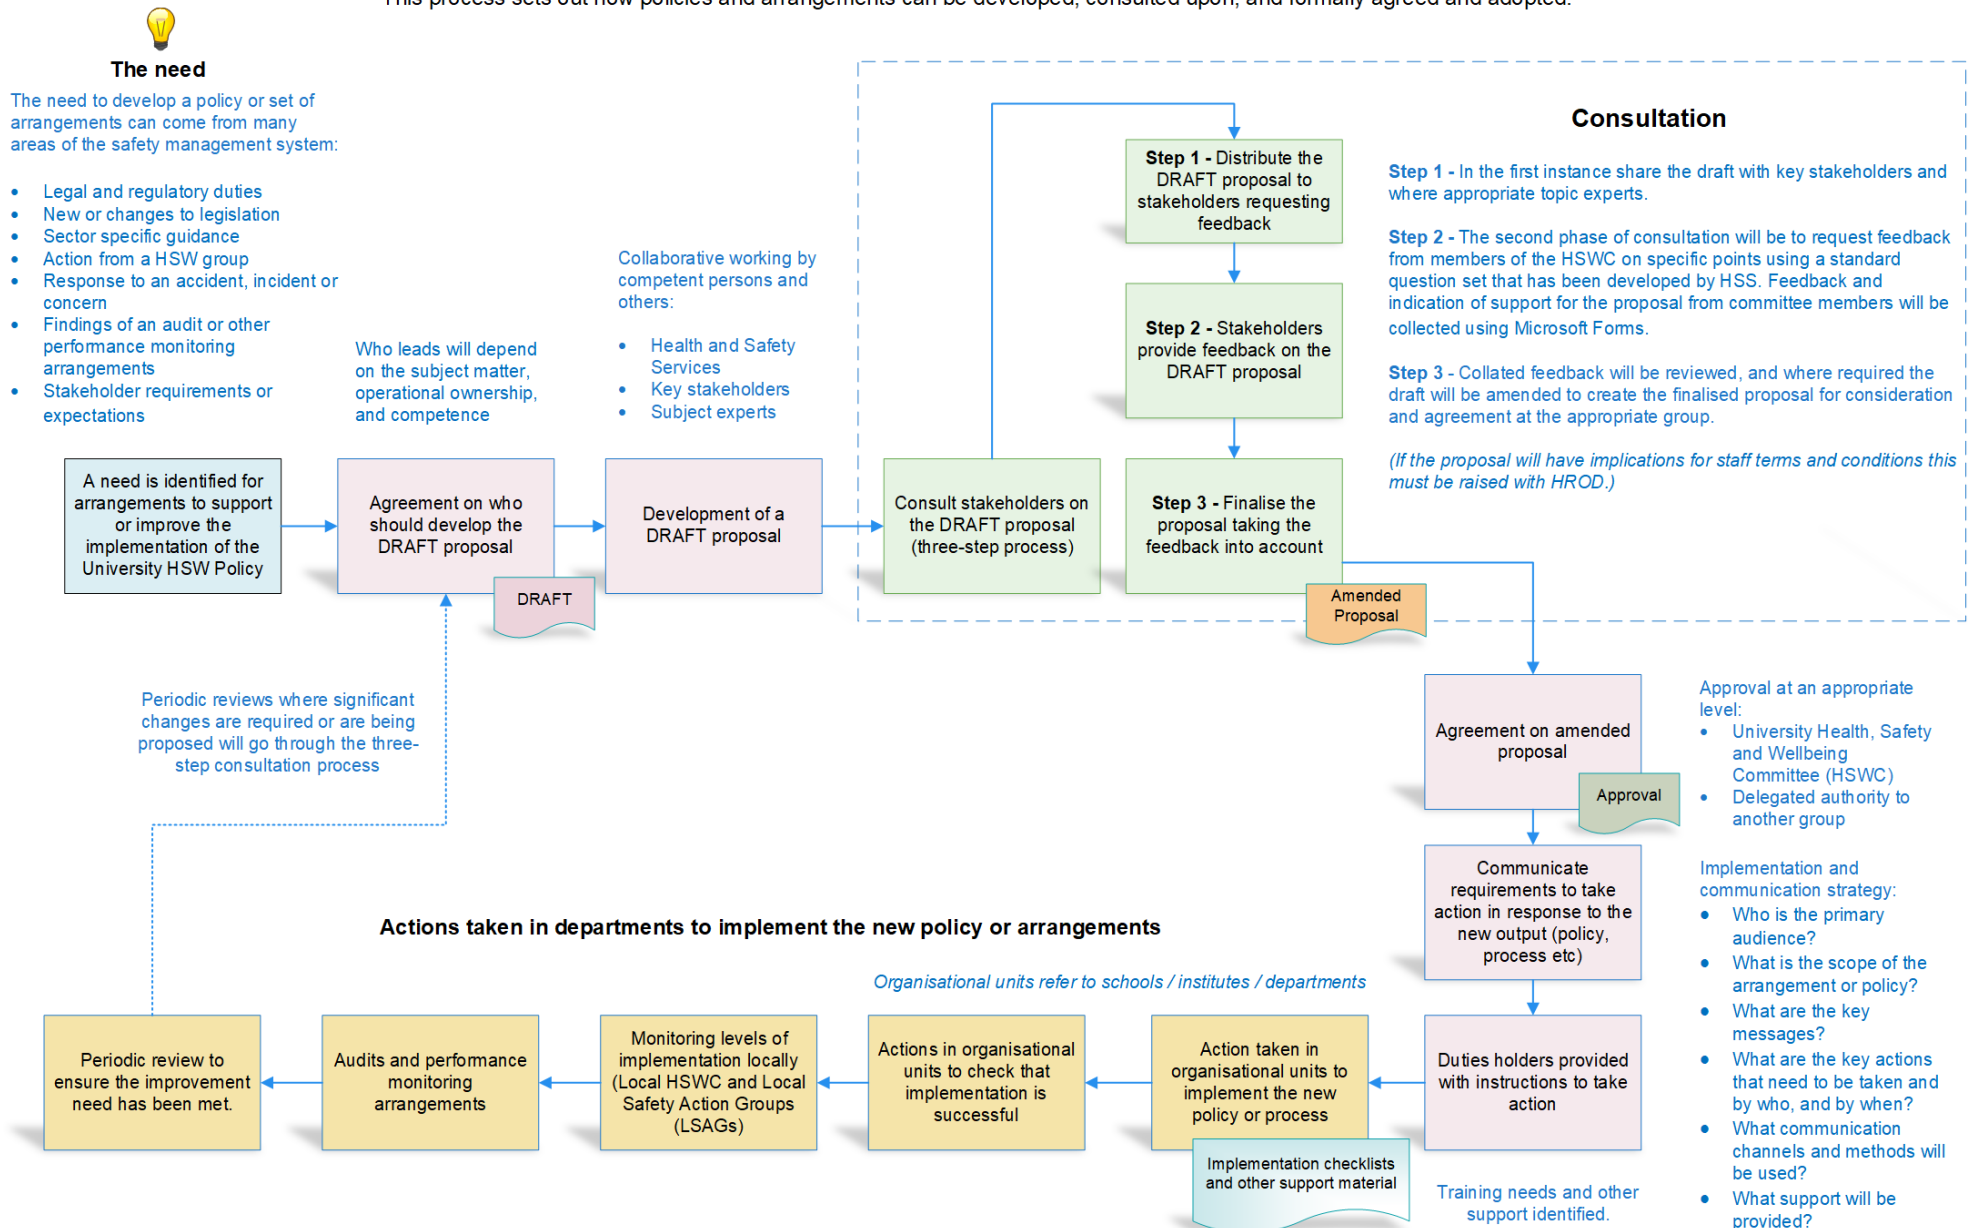 This process sets out how policies and arrangements can be developed, consulted upon, and formally agreed and adopted.
The need
The need to develop a policy or set of
arrangements can come from many
areas of the safety management system:
• Legal and regulatory duties
• New or changes to legislation
• Sector specific guidance
• Action from a HSW group
• Response to an accident, incident or
concern
• Findings of an audit or other
performance monitoring
arrangements
• Stakeholder requirements or
expectations
Who leads will depend
on the subject matter,
operational ownership,
and competence
Collaborative working by
competent persons and
others:
• Health and Safety
Services
• Key stakeholders
• Subject experts
A need is identified for
arrangements to support
or improve the
implementation of the
University HSW Policy
Agreement on who
should develop the
DRAFT proposal
DRAFT
Development of a
DRAFT proposal
Consult stakeholders on
the DRAFT proposal
(three-step process)
Step 1 - Distribute the
DRAFT proposal to
stakeholders requesting
feedback
Step 2 - Stakeholders
provide feedback on the
DRAFT proposal
Step 3 - Finalise the
proposal taking the
feedback into account
Amended
Proposal
Consultation
Step 1 - In the first instance share the draft with key stakeholders and
where appropriate topic experts.
Step 2 - The second phase of consultation will be to request feedback
from members of the HSWC on specific points using a standard
question set that has been developed by HSS. Feedback and
indication of support for the proposal from committee members will be
collected using Microsoft Forms.
Step 3 - Collated feedback will be reviewed, and where required the
draft will be amended to create the finalised proposal for consideration
and agreement at the appropriate group.
(If the proposal will have implications for staff terms and conditions this
must be raised with HROD.)
Periodic reviews where significant
changes are required or are being
proposed will go through the three-
step consultation process
Agreement on amended
proposal
Approval
Approval at an appropriate
level:
• University Health, Safety
and Wellbeing
Committee (HSWC)
• Delegated authority to
another group
Communicate
requirements to take
action in response to the
new output (policy,
process etc)
Implementation and
communication strategy:
• Who is the primary
audience?
• What is the scope of the
arrangement or policy?
• What are the key
messages?
• What are the key actions
that need to be taken and
by who, and by when?
• What communication
channels and methods will
be used?
• What support will be
provided?
Actions taken in departments to implement the new policy or arrangements
Organisational units refer to schools / institutes / departments
Periodic review to
ensure the improvement
need has been met.
Audits and performance
monitoring
arrangements
Monitoring levels of
implementation locally
(Local HSWC and Local
Safety Action Groups
(LSAGs)
Actions in organisational
units to check that
implementation is
successful
Action taken in
organisational units to
implement the new
policy or process
Implementation checklists
and other support material
Duties holders provided
with instructions to take
action
Training needs and other
support identified.